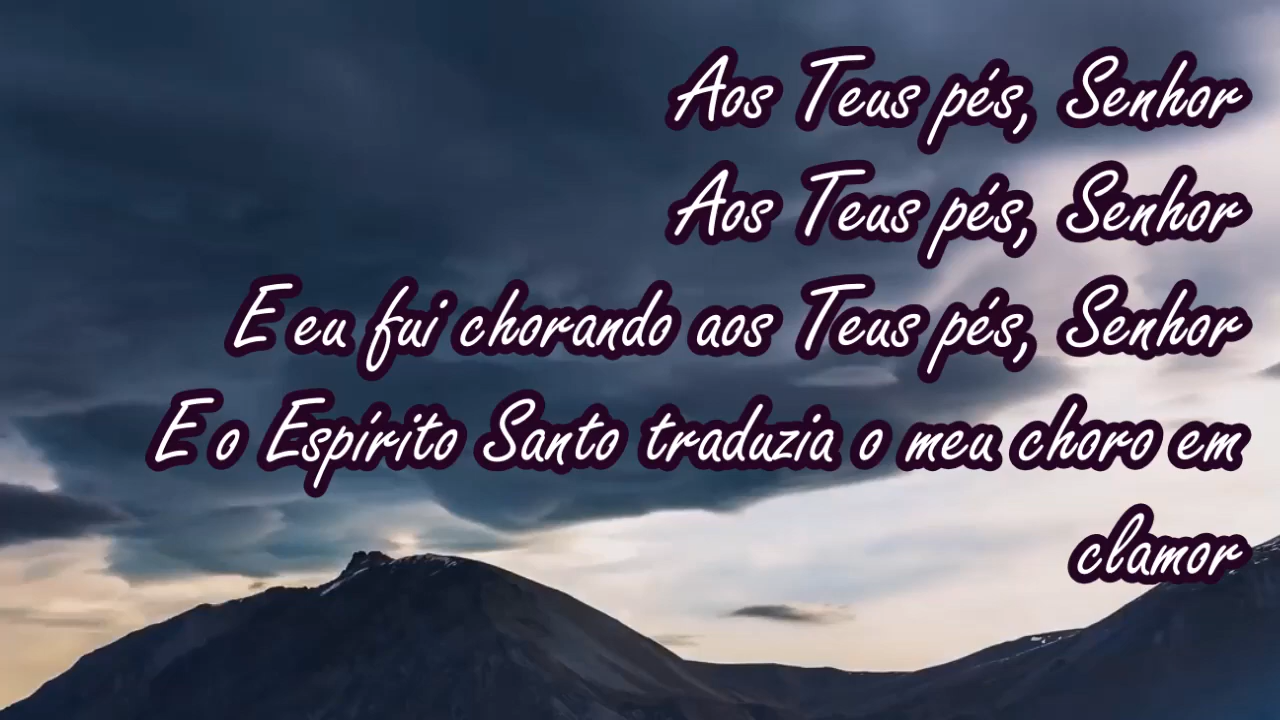 Aos Teus pés, Senhor
Aos Teus pés, Senhor
E eu fui chorando aos Teus pés, Senhor
E o Espírito Santo traduzia o meu choro em
clamor